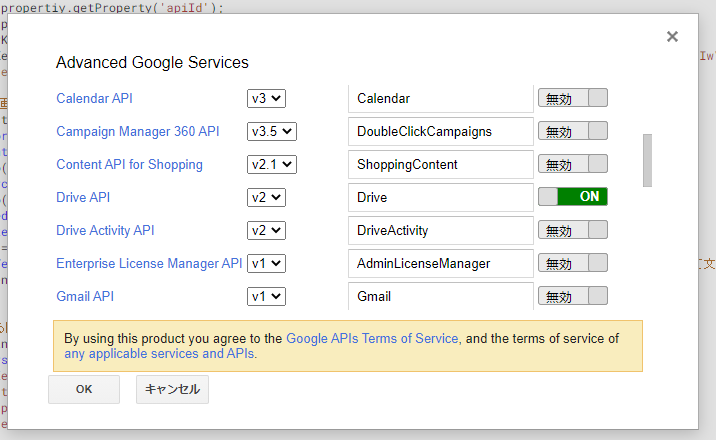 propertiy.getProperty('apiId');
Advanced Google Services
Calendar API v3 Calendar 無効
Campaign Manager 360 API v3.5 DoubleClickCampaigns 無効
Content API for Shopping v2.1 ShoppingContent 無効
Drive API v2 Drive ON
Drive Activity API v2 DriveActivity 無効
Enterprise License Manager API v1 AdminLicenseManager 無効
Gmail API v1 Gmail 無効
By using this product you agree to the Google APIs Terms of Service, and the terms of service of
any applicable services and APIs.
OK キャンセル